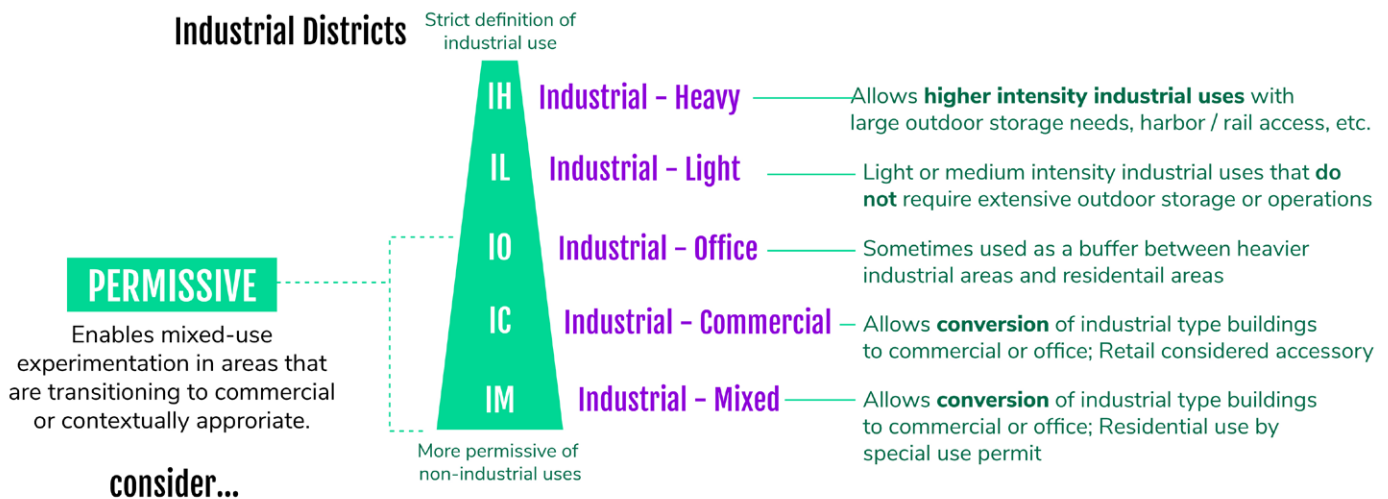 Industrial Districts
Strict definition of
industrial use
IH
Industrial - Heavy
Allows higher intensity industrial uses with
large outdoor storage needs, harbor / rail access, etc.
IL
Industrial - Light
Light or medium intensity industrial uses that do
not require extensive outdoor storage or operations
IO
Industrial - Office
Sometimes used as a buffer between heavier
industrial areas and residentail areas
PERMISSIVE
Enables mixed-use
experimentation in areas that
are transitioning to commercial
or contextually approriate.
IC
Industrial - Commercial
Allows conversion of industrial type buildings
to commercial or office; Retail considered accessory
IM
Industrial - Mixed
Allows conversion of industrial type buildings
to commercial or office; Residential use by
special use permit
More permissive of
non-industrial uses
consider...